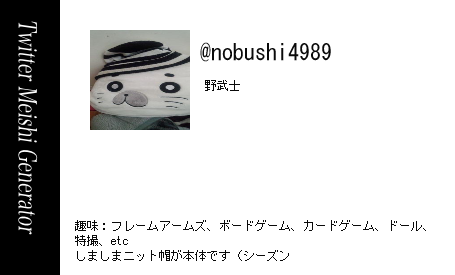 Twitter Meishi Generator
@nobushi4989
野武士
趣味：フレームアームズ、ボードゲーム、カードゲーム、ドール、
特撮、etc
しましまニット帽が本体です（シーズン